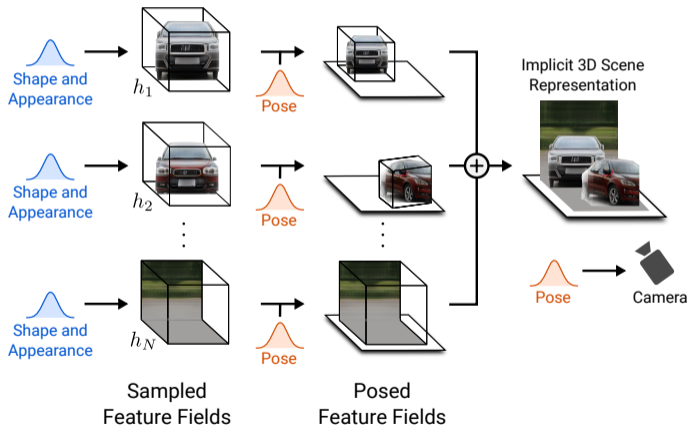 Shape and
Appearance
h1
Pose
Implicit 3D Scene
Representation
Shape and
Appearance
h2
Pose
+
Pose
Camera
Shape and
Appearance
hN
Pose
Sampled
Feature Fields
Posed
Feature Fields